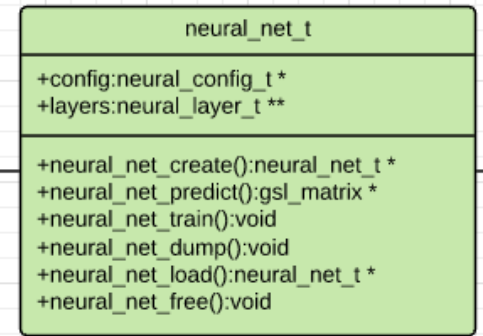 neural_net_t
+config:neural_config_t *
+layers:neural_layer_t **
+neural_net_create():neural_net_t *
+neural_net_predict():gsl_matrix *
+neural_net_train():void
+neural_net_dump():void
+neural_net_load():neural_net_t *
+neural_net_free():void